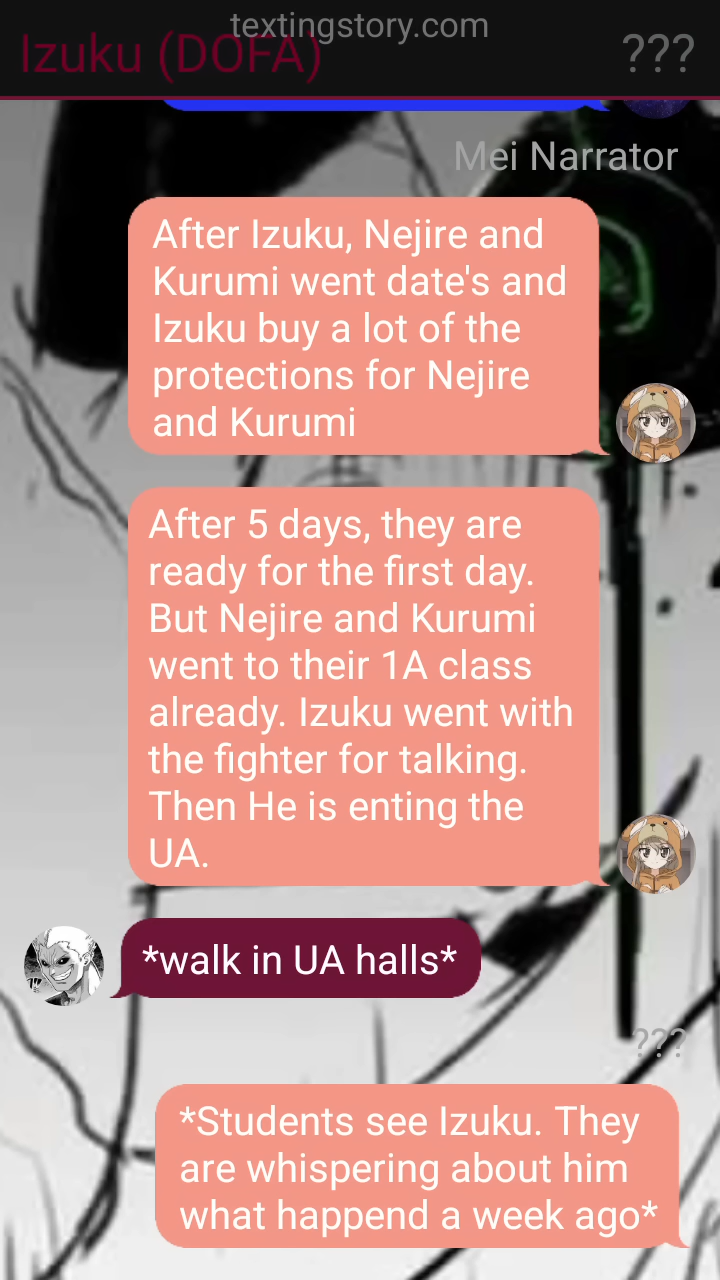 textingstory.com
Izuku (DOFA)
???
Mei Narrator
After Izuku, Nejire and
Kurumi went date's and
Izuku buy a lot of the
protections for Nejire
and Kurumi
After 5 days, they are
ready for the first day.
But Nejire and Kurumi
went to their 1A class
already. Izuku went with
the fighter for talking.
Then He is enting the
UA.
*walk in UA halls*
???
*Students see Izuku. They
are whispering about him
what happend a week ago*